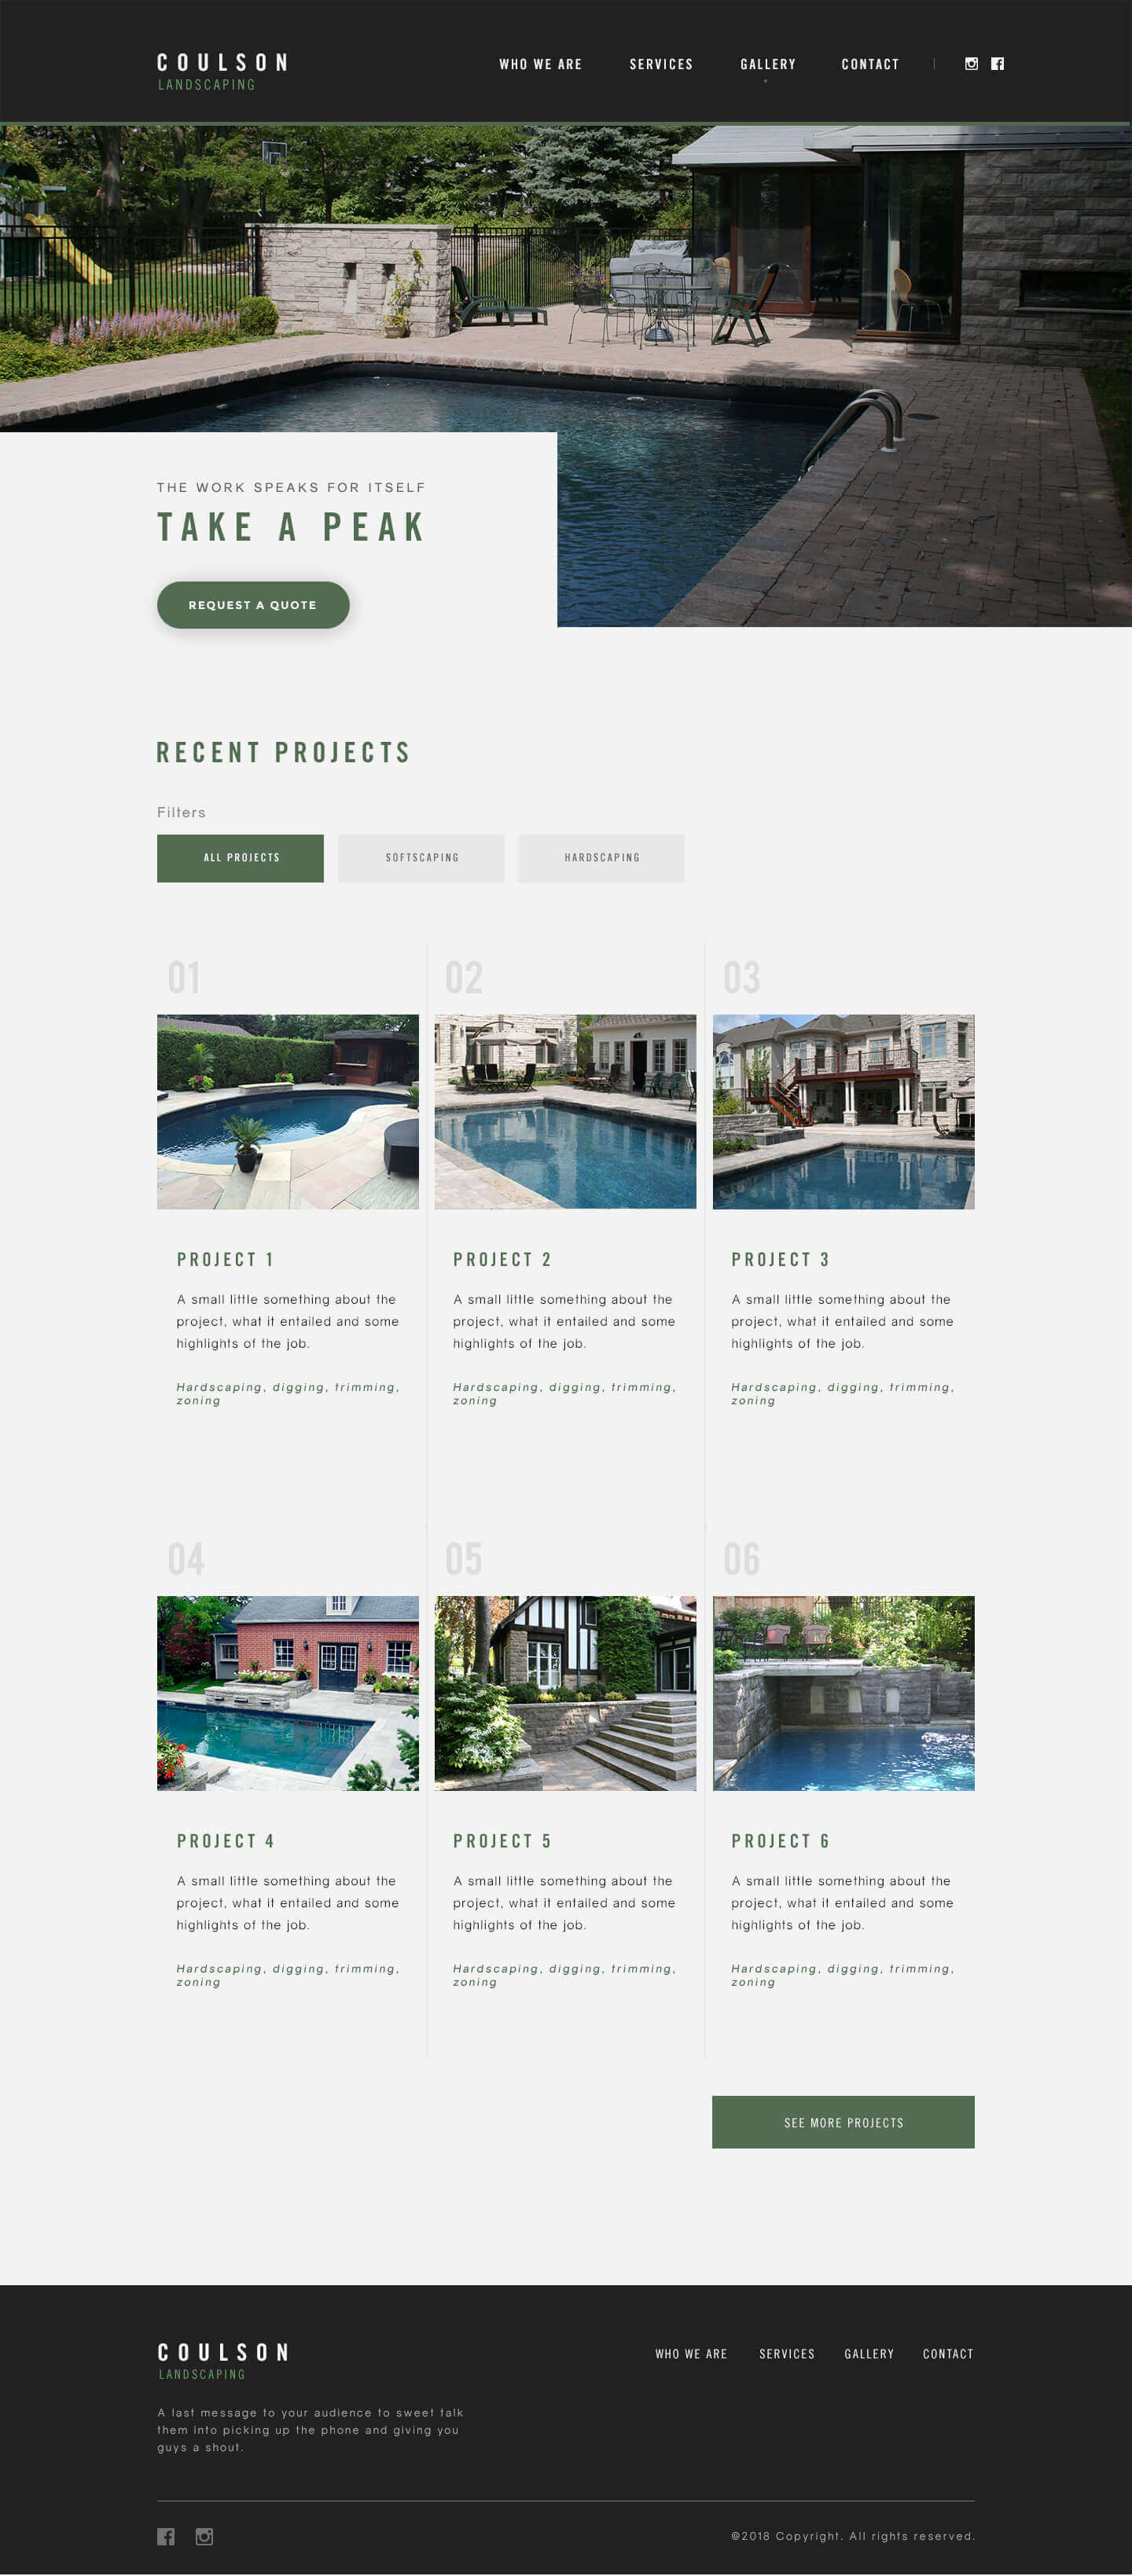 COULSON
LANDSCAPING
WHO WE ARE
SERVICES
GALLERY
CONTACT
THE WORK SPEAKS FOR ITSELF
TAKE A PEAK
REQUEST A QUOTE
RECENT PROJECTS
Filters
ALL PROJECTS
SOFTSCAPING
HARDSCAPING
01
02
03
PROJECT 1
A small little something about the
project, what it entailed and some
highlights of the job.
Hardscaping, digging, trimming,
zoning
PROJECT 2
A small little something about the
project, what it entailed and some
highlights of the job.
Hardscaping, digging, trimming,
zoning
PROJECT 3
A small little something about the
project, what it entailed and some
highlights of the job.
Hardscaping, digging, trimming,
zoning
04
05
06
PROJECT 4
A small little something about the
project, what it entailed and some
highlights of the job.
Hardscaping, digging, trimming,
zoning
PROJECT 5
A small little something about the
project, what it entailed and some
highlights of the job.
Hardscaping, digging, trimming,
zoning
PROJECT 6
A small little something about the
project, what it entailed and some
highlights of the job.
Hardscaping, digging, trimming,
zoning
SEE MORE PROJECTS
COULSON
LANDSCAPING
WHO WE ARE
SERVICES
GALLERY
CONTACT
A last message to your audience to sweet talk
them into picking up the phone and giving you
guys a shout.
©2018 Copyright. All rights reserved.